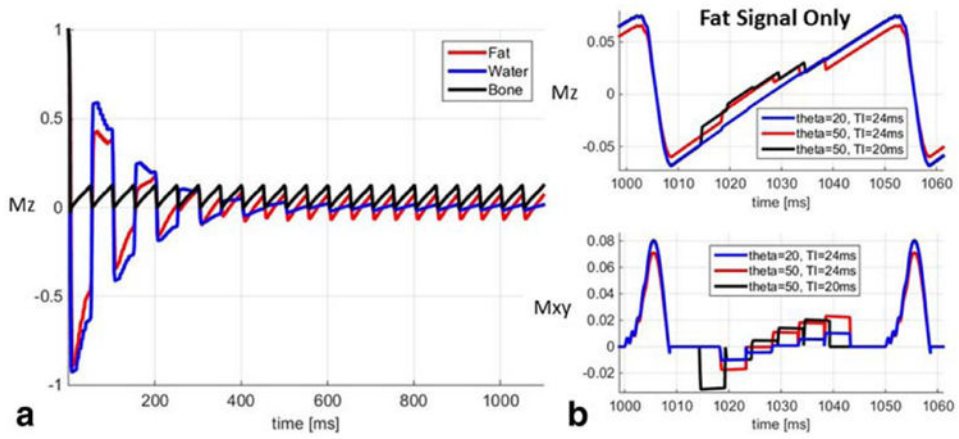 1
0.5
0
-0.5
-1
Mz
Fat
Water
Bone
200
400
600
800
1000
time [ms]
a
Fat Signal Only
0.05
0
-0.05
Mz
theta=20, TI=24ms
theta=50, TI=24ms
theta=50, TI=20ms
1000
1010
1020
1030
1040
1050
1060
time [ms]
0.08
0.06
0.04
0.02
0
-0.02
Mxy
theta=20, TI=24ms
theta=50, TI=24ms
theta=50, TI=20ms
1000
1010
1020
1030
1040
1050
1060
time [ms]
b